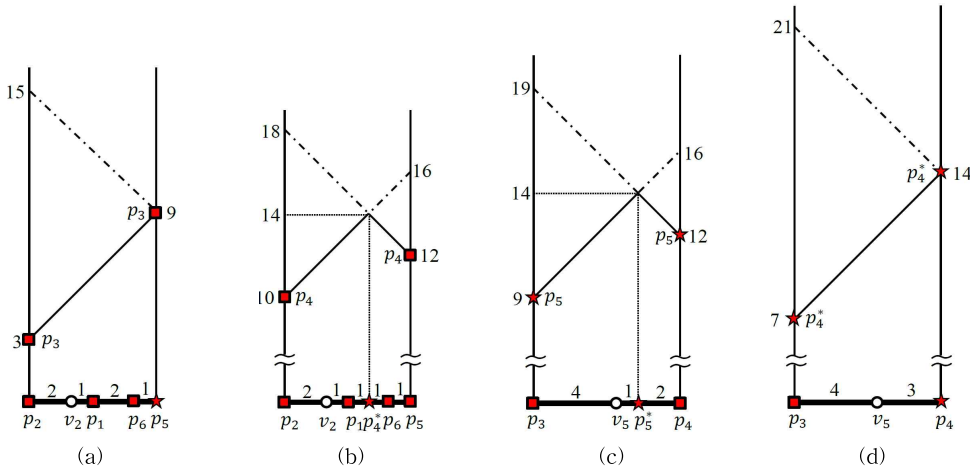 15
p₃ 9
3 p₃
2 1 2 1
p₂ v₂ p₁ p₆ p₅
(a)
18
16
14
p₄ 12
10 p₄
2 1 1 1 1
p₂ v₂ p₁ p₄* p₆ p₅
(b)
19
16
14
p₅ 12
9 p₅
4 1 2
p₃ v₅ p₅* p₄
(c)
21
p₄* 14
7 p₄*
4 3
p₃ v₅ p₄
(d)